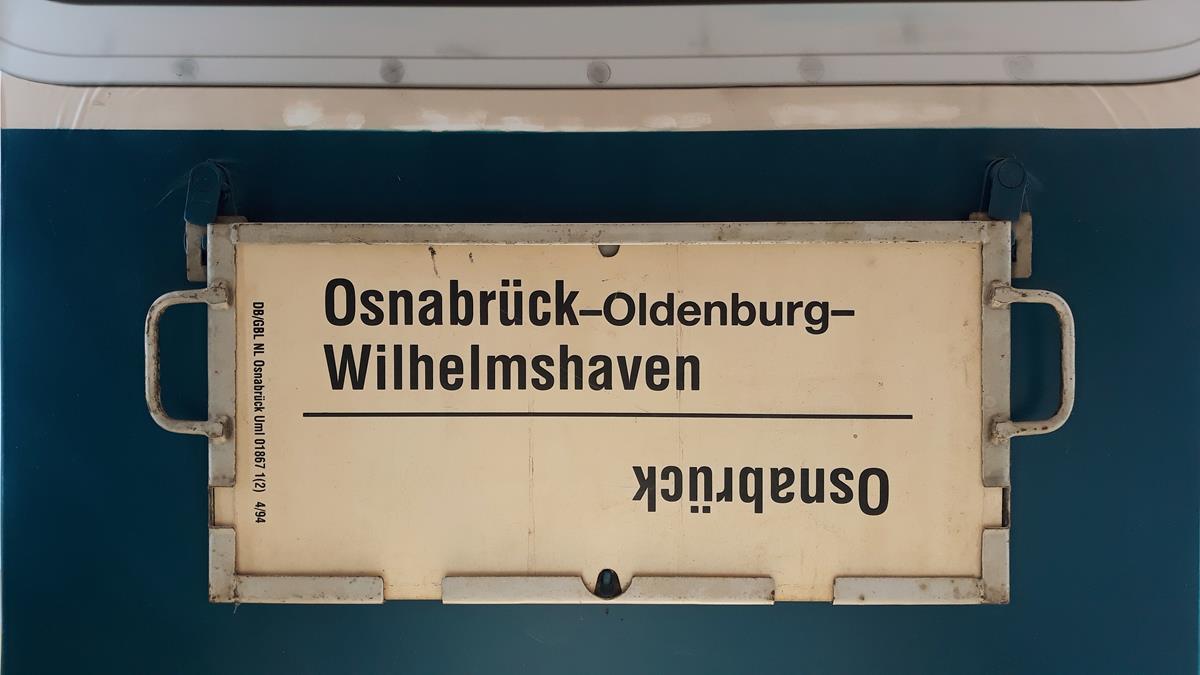 Osnabrück–Oldenburg–
Wilhelmshaven
Osnabrück
DB/GBL NL Osnabrück Uml 01867 1(2) 4/94